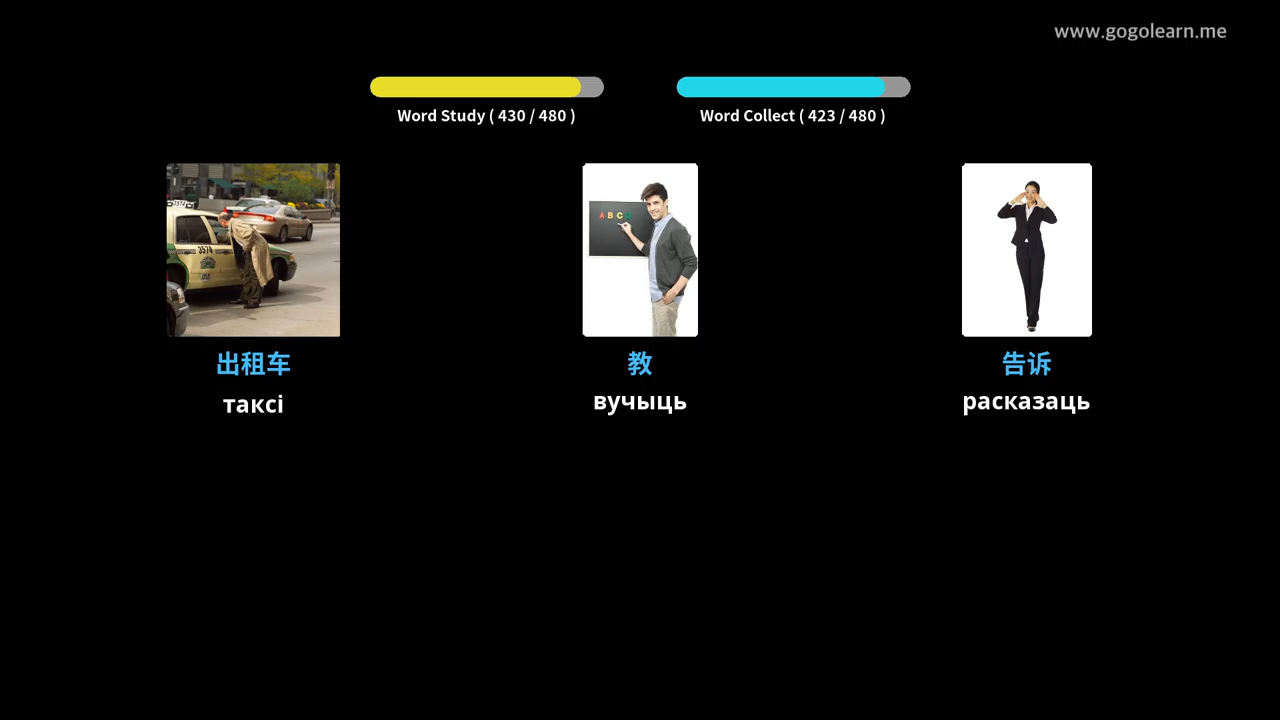 www.gogolearn.me
Word Study ( 430 / 480 )
Word Collect ( 423 / 480 )
3574
A B C D
出租车
教
告诉
таксі
вучыць
расказаць